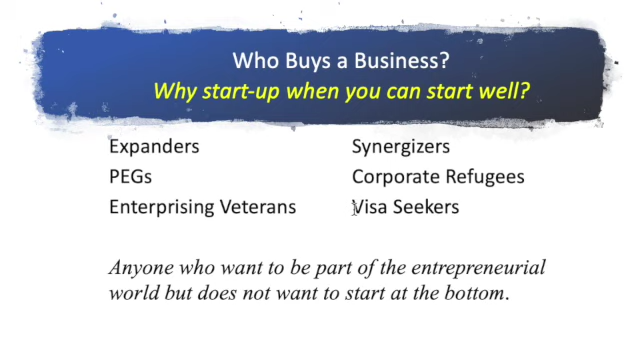 Who Buys a Business?
Why start-up when you can start well?
Expanders
PEGs
Enterprising Veterans
Synergizers
Corporate Refugees
Visa Seekers
Anyone who want to be part of the entrepreneurial
world but does not want to start at the bottom.